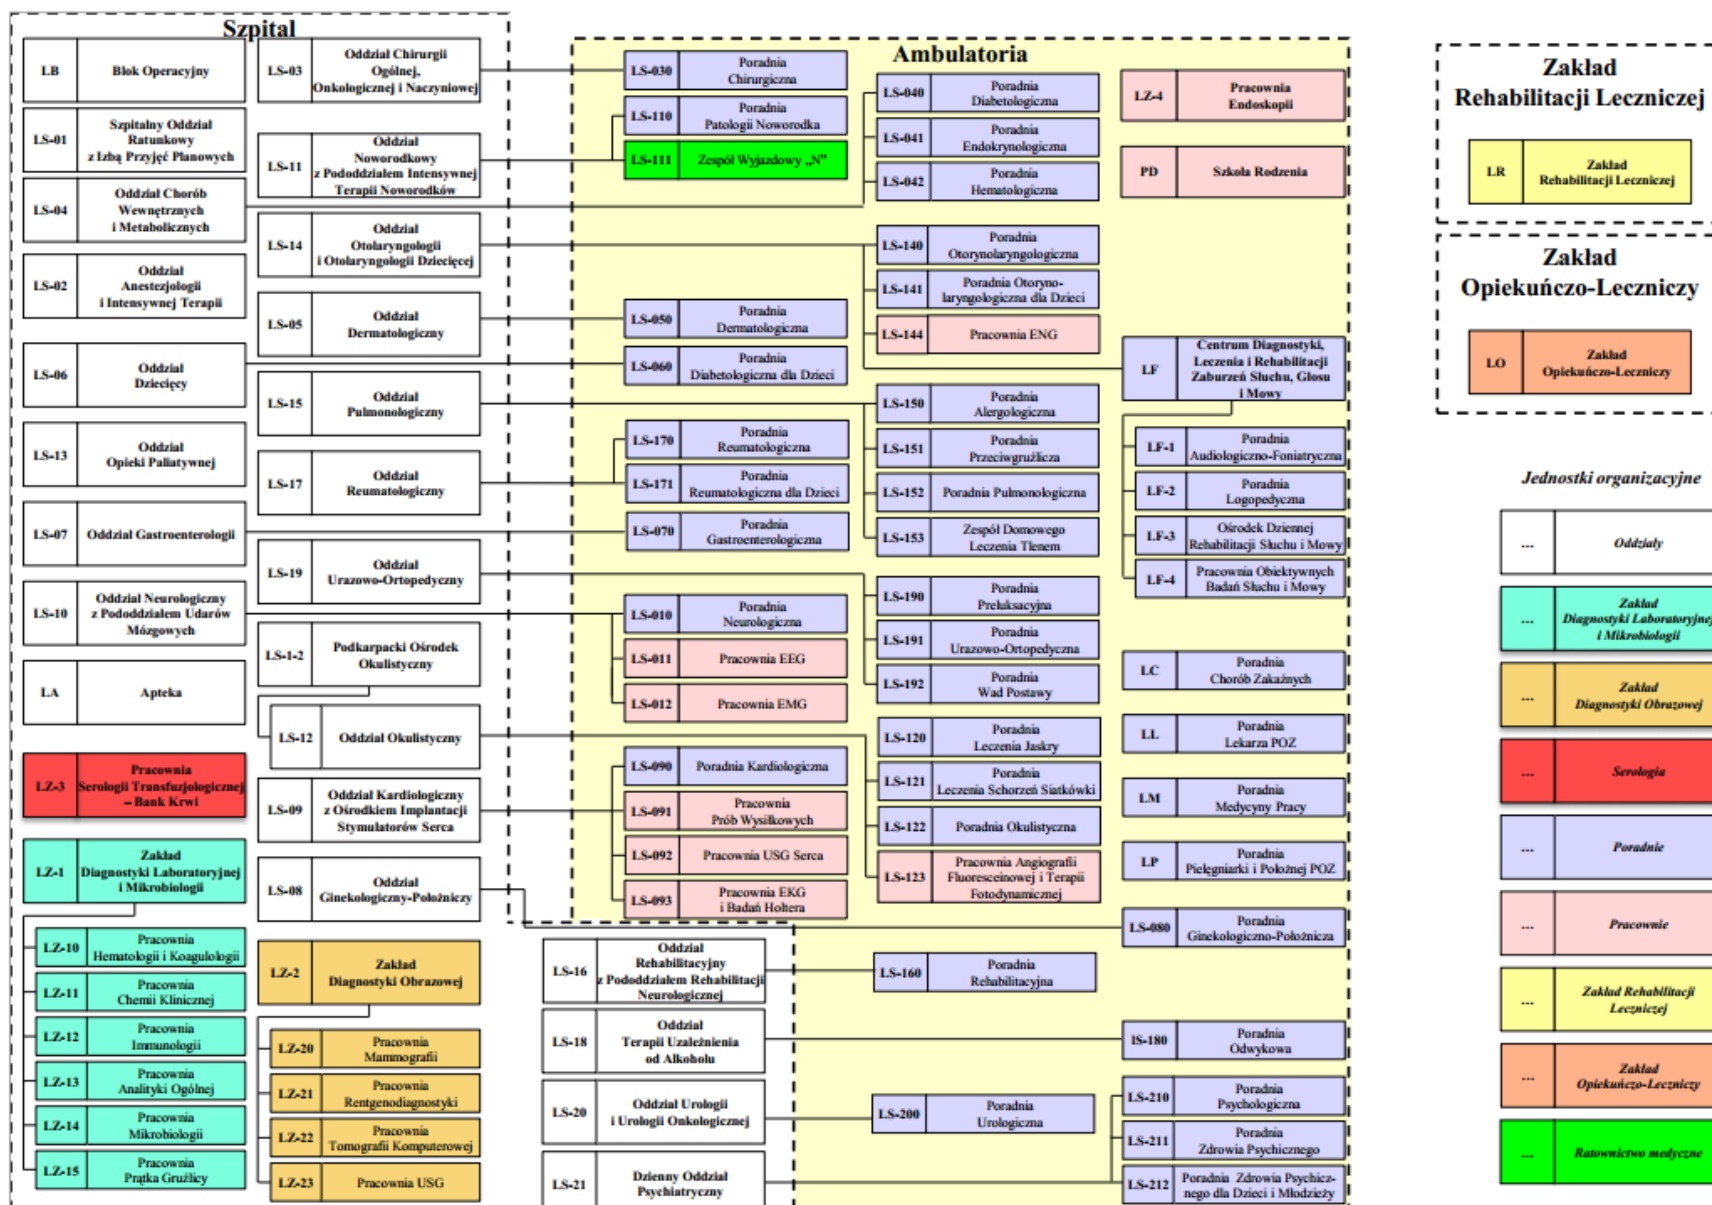 Szpital
LB
Blok Operacyjny
LS-01
Szpitalny Oddział
Ratunkowy
z Izbą Przyjęć Planowych
LS-04
Oddział Chorób
Wewnętrznych
i Metabolicznych
LS-02
Oddział
Anestezjologii
i Intensywnej Terapii
LS-06
Oddział
Dziecięcy
LS-13
Oddział
Opieki Paliatywnej
LS-07
Oddział Gastroenterologii
LS-10
Oddział Neurologiczny
z Pododdziałem Udarów
Mózgowych
LA
Apteka
LZ-3
Pracownia
Serologii Transfuzjologicznej
– Bank Krwi
LZ-1
Zakład
Diagnostyki Laboratoryjnej
i Mikrobiologii
LZ-10
Pracownia
Hematologii i Koagulologii
LZ-11
Pracownia
Chemii Klinicznej
LZ-12
Pracownia
Immunologii
LZ-13
Pracownia
Analityki Ogólnej
LZ-14
Pracownia
Mikrobiologii
LZ-15
Pracownia
Prątka Gruźlicy
LS-03
Oddział Chirurgii
Ogólnej,
Onkologicznej i Naczyniowej
LS-11
Oddział
Noworodkowy
z Pododdziałem Intensywnej
Terapii Noworodków
LS-14
Oddział
Otolaryngologii
i Otolaryngologii Dziecięcej
LS-05
Oddział
Dermatologiczny
LS-15
Oddział
Pulmonologiczny
LS-17
Oddział
Reumatologiczny
LS-19
Oddział
Urazowo-Ortopedyczny
LS-1-2
Podkarpacki Ośrodek
Okulistyczny
LS-12
Oddział Okulistyczny
LS-09
Oddział Kardiologiczny
z Ośrodkiem Implantacji
Stymulatorów Serca
LS-08
Oddział
Ginekologiczny-Położniczy
LZ-2
Zakład
Diagnostyki Obrazowej
LZ-20
Pracownia
Mammografii
LZ-21
Pracownia
Rentgenodiagnostyki
LZ-22
Pracownia
Tomografii Komputerowej
LZ-23
Pracownia USG
LS-16
Oddział
Rehabilitacyjny
z Pododdziałem Rehabilitacji
Neurologicznej
LS-18
Oddział
Terapii Uzależnienia
od Alkoholu
LS-20
Oddział Urologii
i Urologii Onkologicznej
LS-21
Dzienny Oddział
Psychiatryczny
Ambulatoria
LS-030
Poradnia
Chirurgiczna
LS-110
Poradnia
Patologii Noworodka
LS-111
Zespół Wyjazdowy „N”
LS-050
Poradnia
Dermatologiczna
LS-060
Poradnia
Diabetologiczna dla Dzieci
LS-170
Poradnia
Reumatologiczna
LS-171
Poradnia
Reumatologiczna dla Dzieci
LS-070
Poradnia
Gastroenterologiczna
LS-010
Poradnia
Neurologiczna
LS-011
Pracownia EEG
LS-012
Pracownia EMG
LS-090
Poradnia Kardiologiczna
LS-091
Pracownia
Prób Wysiłkowych
LS-092
Pracownia USG Serca
LS-093
Pracownia EKG
i Badań Holtera
LS-040
Poradnia
Diabetologiczna
LS-041
Poradnia
Endokrynologiczna
LS-042
Poradnia
Hematologiczna
LS-140
Poradnia
Otorynolaryngologiczna
LS-141
Poradnia Otoryno-
laryngologiczna dla Dzieci
LS-144
Pracownia ENG
LS-150
Poradnia
Alergologiczna
LS-151
Poradnia
Przeciwgruźlicza
LS-152
Poradnia Pulmonologiczna
LS-153
Zespół Domowego
Leczenia Tlenem
LS-190
Poradnia
Preluksacyjna
LS-191
Poradnia
Urazowo-Ortopedyczna
LS-192
Poradnia
Wad Postawy
LS-120
Poradnia
Leczenia Jaskry
LS-121
Poradnia
Leczenia Schorzeń Siatkówki
LS-122
Poradnia Okulistyczna
LS-123
Pracownia Angiografii
Fluoresceinowej i Terapii
Fotodynamicznej
LS-160
Poradnia
Rehabilitacyjna
LS-200
Poradnia
Urologiczna
LZ-4
Pracownia
Endoskopii
PD
Szkoła Rodzenia
LF
Centrum Diagnostyki,
Leczenia i Rehabilitacji
Zaburzeń Słuchu, Głosu
i Mowy
LF-1
Poradnia
Audiologiczno-Foniatryczna
LF-2
Poradnia
Logopedyczna
LF-3
Ośrodek Dziennej
Rehabilitacji Słuchu i Mowy
LF-4
Pracownia Obiektywnych
Badań Słuchu i Mowy
LC
Poradnia
Chorób Zakaźnych
LL
Poradnia
Lekarza POZ
LM
Poradnia
Medycyny Pracy
LP
Poradnia
Pielęgniarki i Położnej POZ
LS-080
Poradnia
Ginekologiczno-Położnicza
IS-180
Poradnia
Odwykowa
LS-210
Poradnia
Psychologiczna
LS-211
Poradnia
Zdrowia Psychicznego
LS-212
Poradnia Zdrowia Psychicz-
nego dla Dzieci i Młodzieży
Zakład
Rehabilitacji Leczniczej
LR
Zakład
Rehabilitacji Leczniczej
Zakład
Opiekuńczo-Leczniczy
LO
Zakład
Opiekuńczo-Leczniczy
Jednostki organizacyjne
...
Oddziały
...
Zakład
Diagnostyki Laboratoryjnej
i Mikrobiologii
...
Zakład
Diagnostyki Obrazowej
...
Serologia
...
Poradnie
...
Pracownie
...
Zakład Rehabilitacji
Leczniczej
...
Zakład
Opiekuńczo-Leczniczy
...
Ratownictwo medyczne